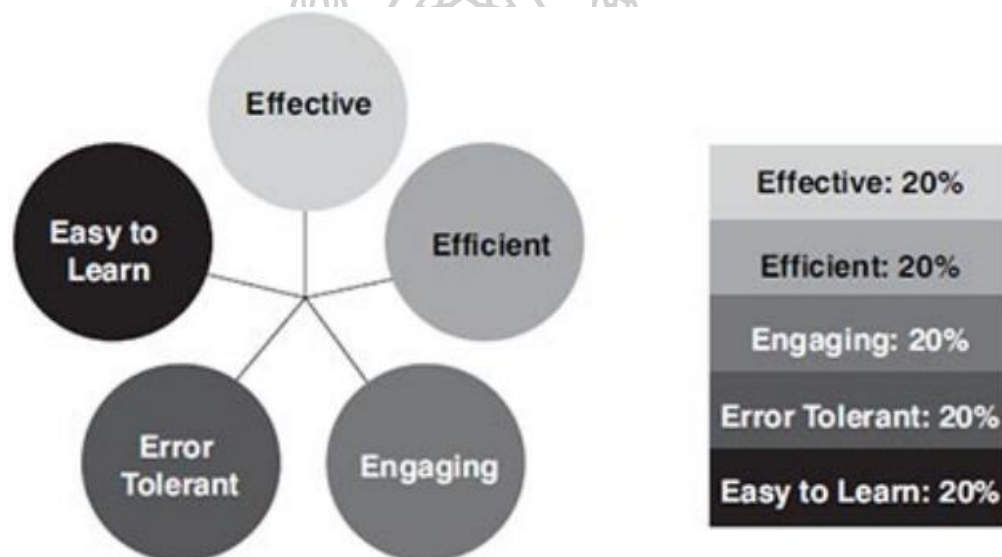 Effective
Easy to
Learn
Efficient
Error
Tolerant
Engaging
Effective: 20%
Efficient: 20%
Engaging: 20%
Error Tolerant: 20%
Easy to Learn: 20%